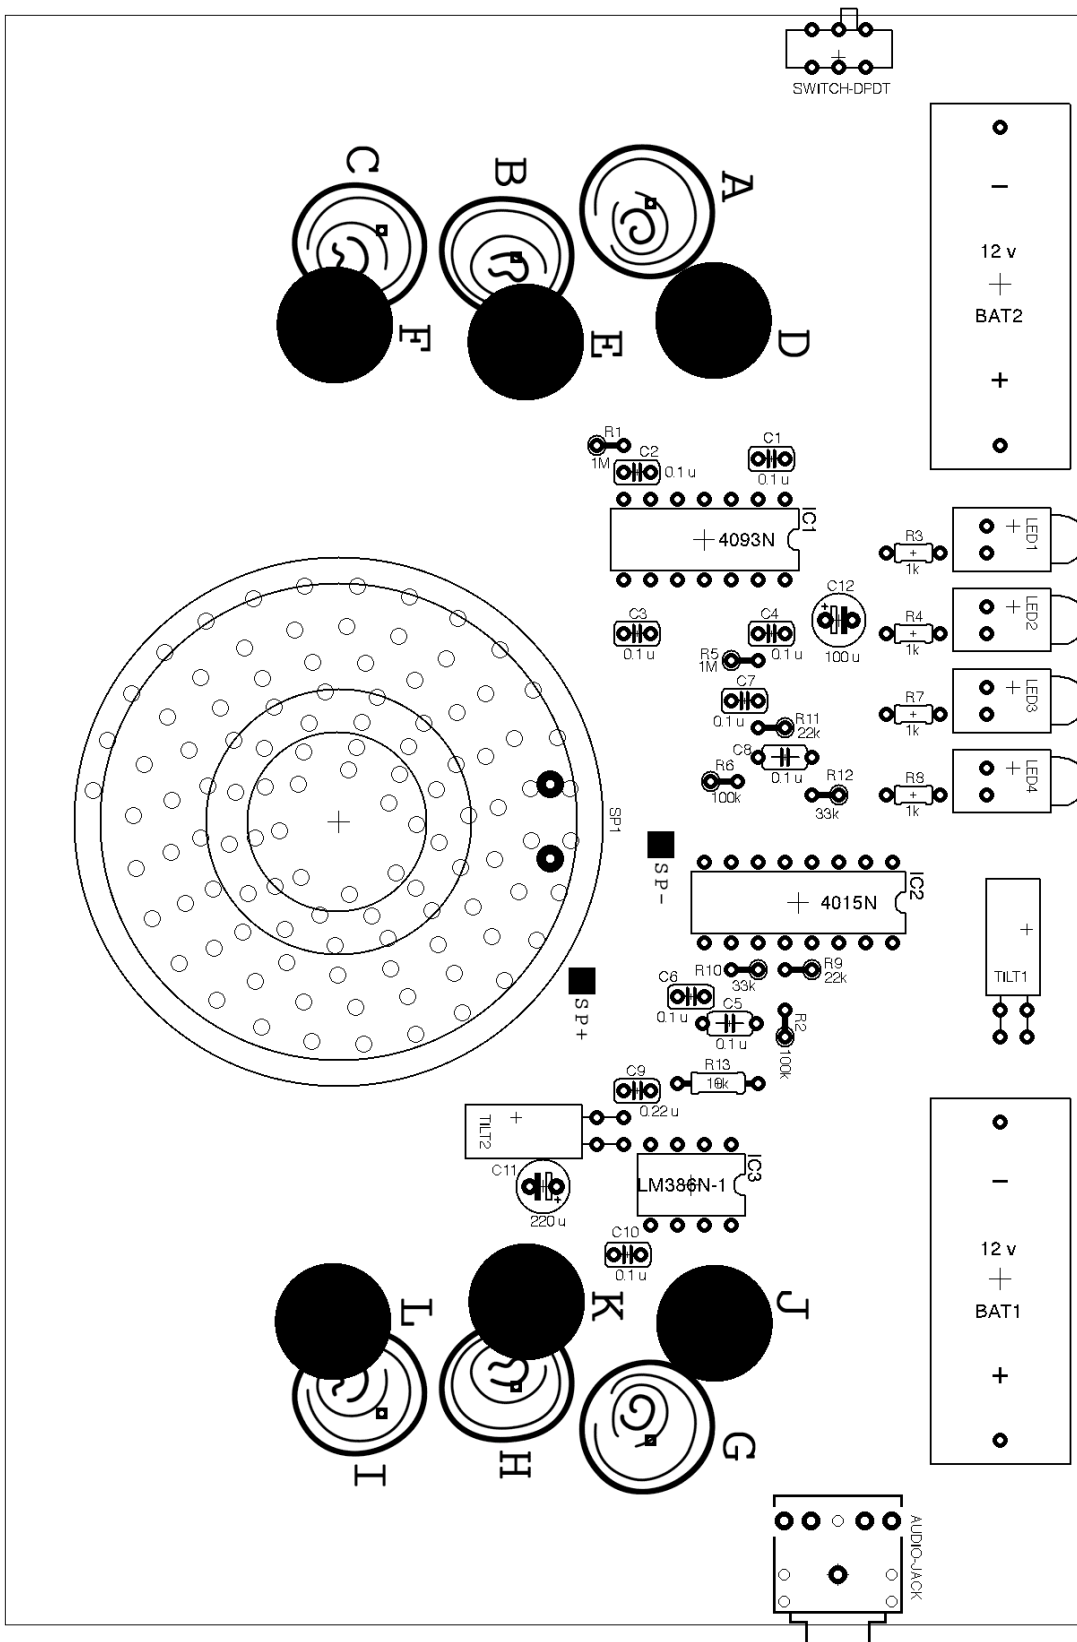 SWITCH-DPDT
C
B
A
−
12 v
BAT2
+
F
E
D
R1
1M
C2
0.1 u
C1
0.1 u
IC1
4093N
R3
1k
LED1
C3
0.1 u
C4
0.1 u
C12
+
100 u
R4
1k
LED2
R5
1M
C7
0.1 u
R11
22k
R7
1k
LED3
C8
0.1 u
R6
100k
R12
33k
R8
1k
LED4
SP1
SP-
IC2
4015N
TILT1
SP+
R10
33k
R9
22k
C6
0.1 u
C5
0.1 u
R2
100k
R13
10k
C9
0.22 u
TILT2
C11
+
220 u
IC3
LM386N-1
C10
0.1 u
−
12 v
BAT1
+
L
K
J
I
H
G
AUDIO-JACK